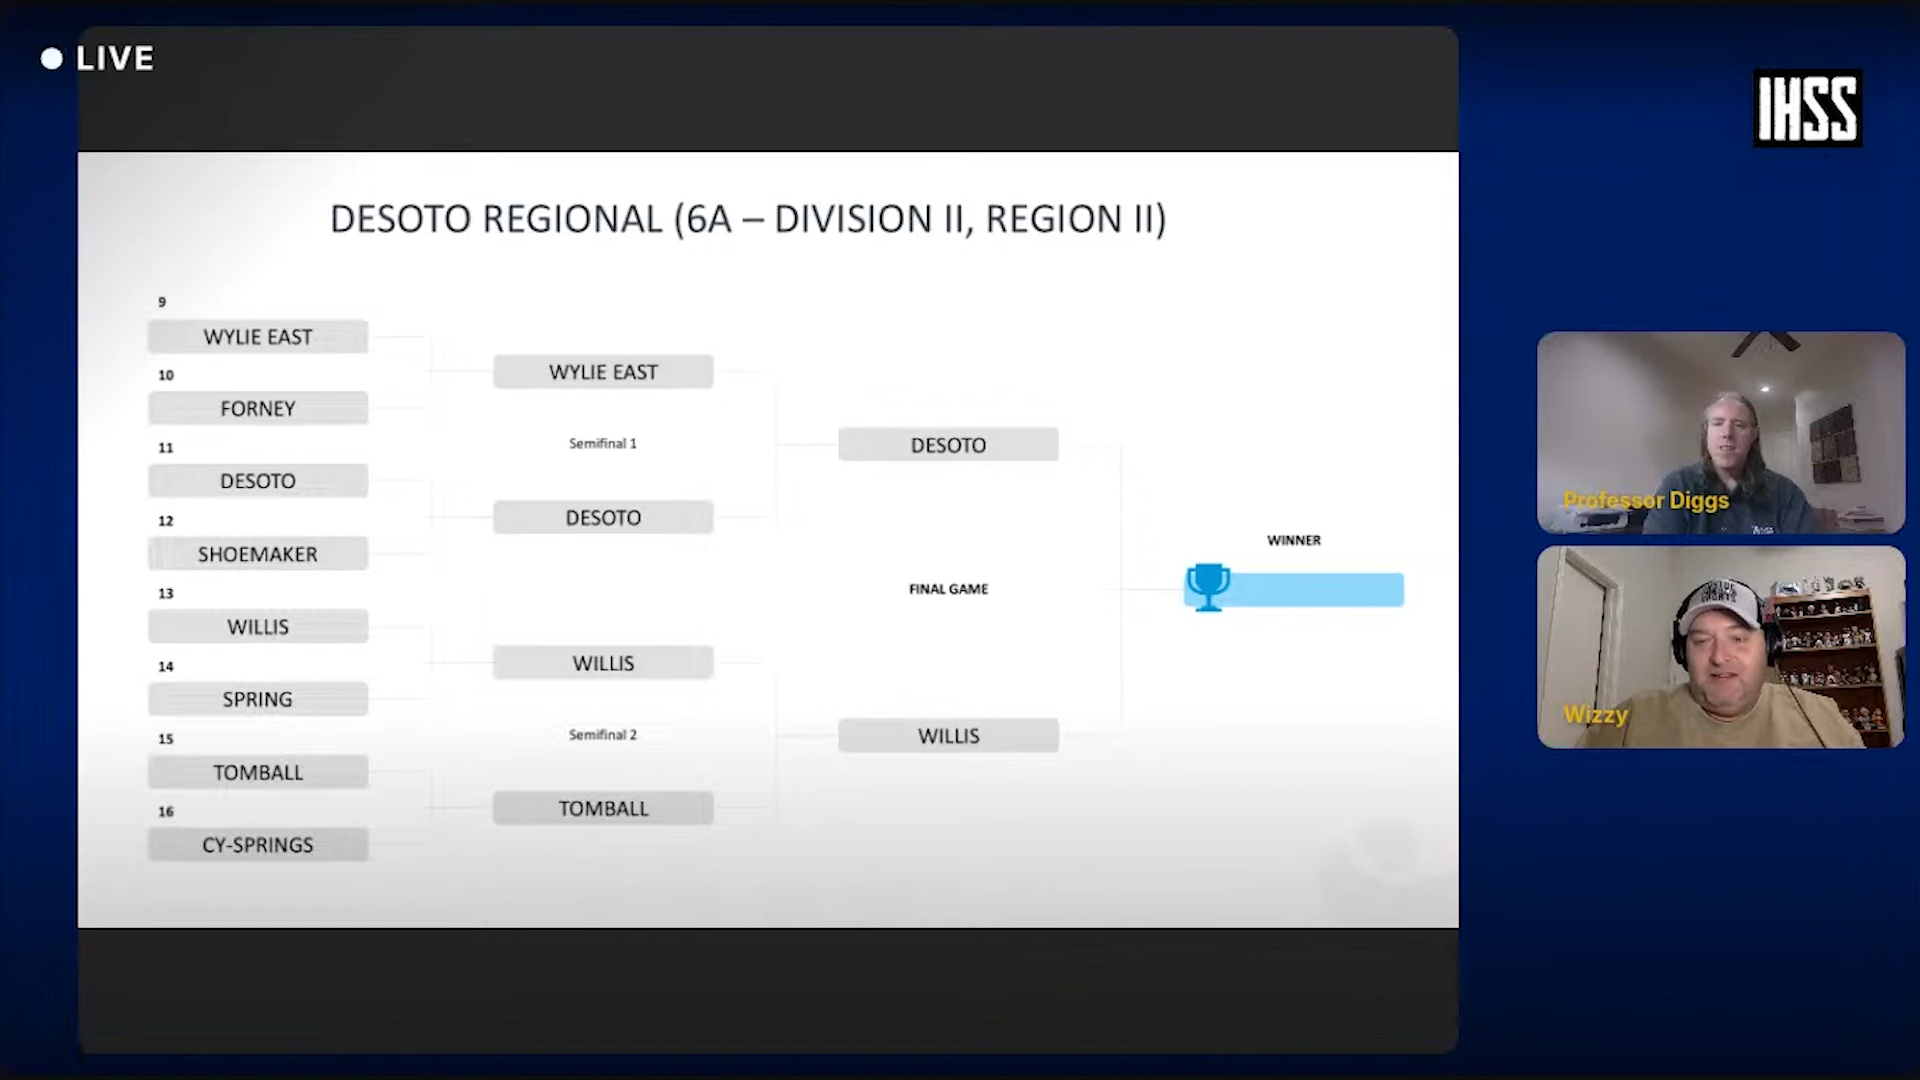 LIVE
IHSS
DESOTO REGIONAL (6A – DIVISION II, REGION II)
9
WYLIE EAST
10
FORNEY
11
DESOTO
12
SHOEMAKER
13
WILLIS
14
SPRING
15
TOMBALL
16
CY-SPRINGS
WYLIE EAST
Semifinal 1
DESOTO
WILLIS
Semifinal 2
TOMBALL
DESOTO
FINAL GAME
WILLIS
WINNER
Professor Diggs
Wizzy